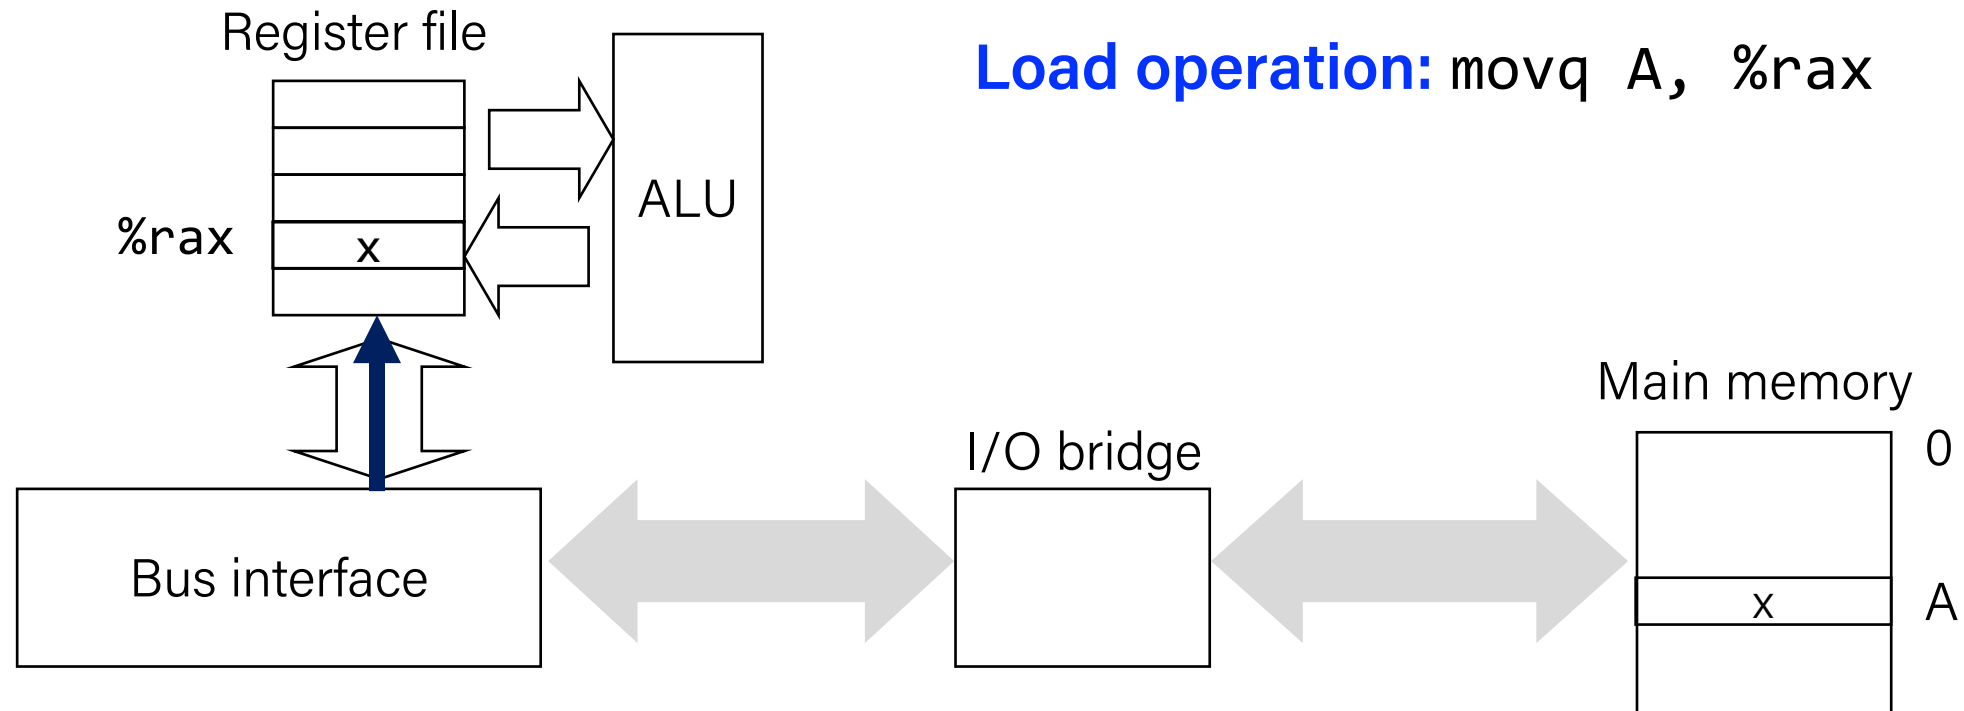 Register file
Load operation: movq A, %rax
ALU
%rax
x
Main memory
I/O bridge
0
Bus interface
x
A